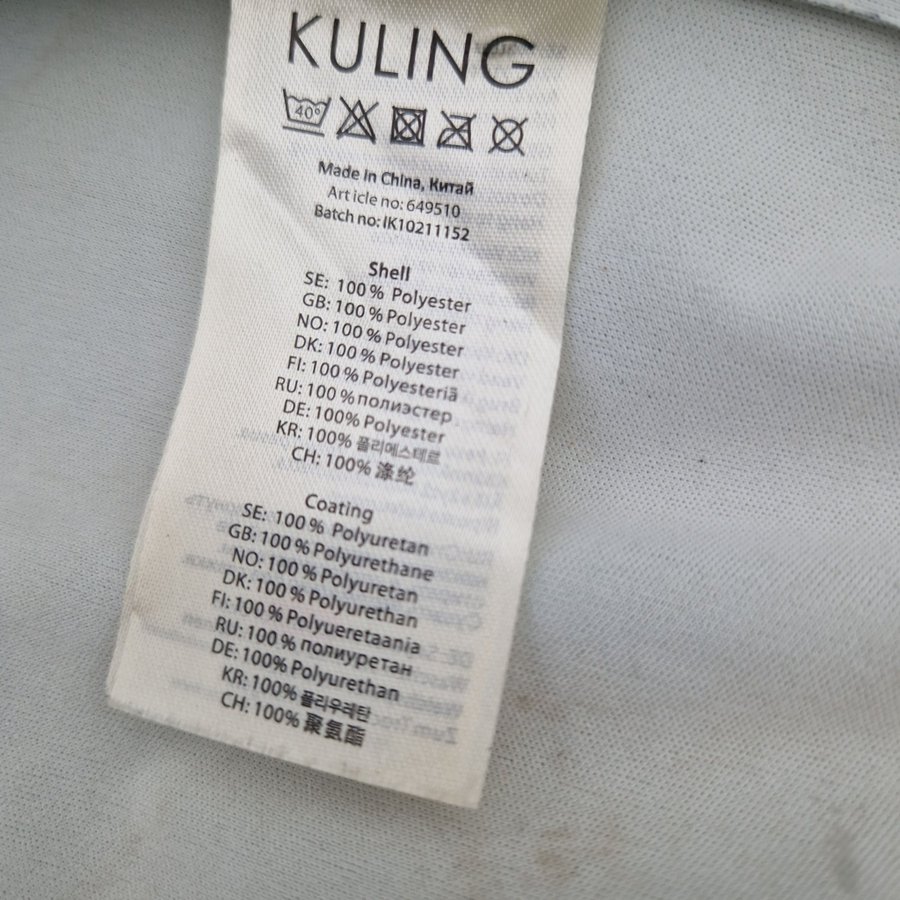 KULING
40°
Made in China, Китай
Article no: 649510
Batch no: IK10211152
Shell
SE: 100% Polyester
GB: 100% Polyester
NO: 100% Polyester
DK: 100% Polyester
FI: 100% Polyesteriä
RU: 100% полиэстер
DE: 100% Polyester
KR: 100% 폴리에스테르
CH: 100% 涤纶
Coating
SE: 100% Polyuretan
GB: 100% Polyurethane
NO: 100% Polyuretan
DK: 100% Polyurethan
FI: 100% Polyueretaania
RU: 100% полиуретан
DE: 100% Polyurethan
KR: 100% 폴리우레탄
CH: 100% 聚氨酯